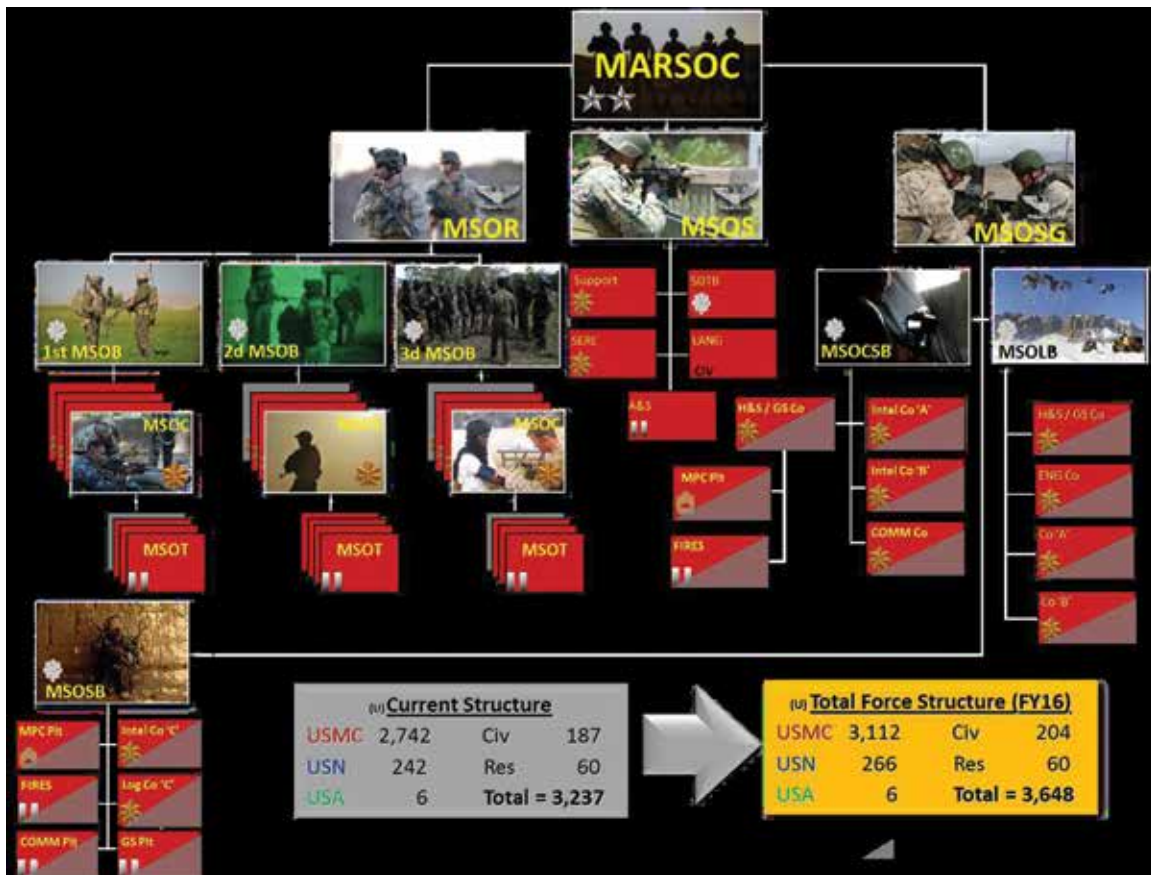 MARSOC
MSOR
MSOS
MSOSG
1st MSOB
2d MSOB
3d MSOB
Support
SOTB
SERE
LANG
CIV
A&S
MSOCSB
MSOLB
MSOC
MSOC
H&S / GS Co
Intel Co 'A'
H&S / GS Co
MPC Plt
Intel Co 'B'
ENG Co
FIRES
COMM Co
Co 'A'
Co 'B'
MSOT
MSOT
MSOT
MSOSB
MPC Plt
Intel Co 'C'
FIRES
Log Co 'C'
COMM Plt
GS Plt
(U) Current Structure
USMC 2,742 Civ 187
USN 242 Res 60
USA 6 Total = 3,237
(U) Total Force Structure (FY16)
USMC 3,112 Civ 204
USN 266 Res 60
USA 6 Total = 3,648